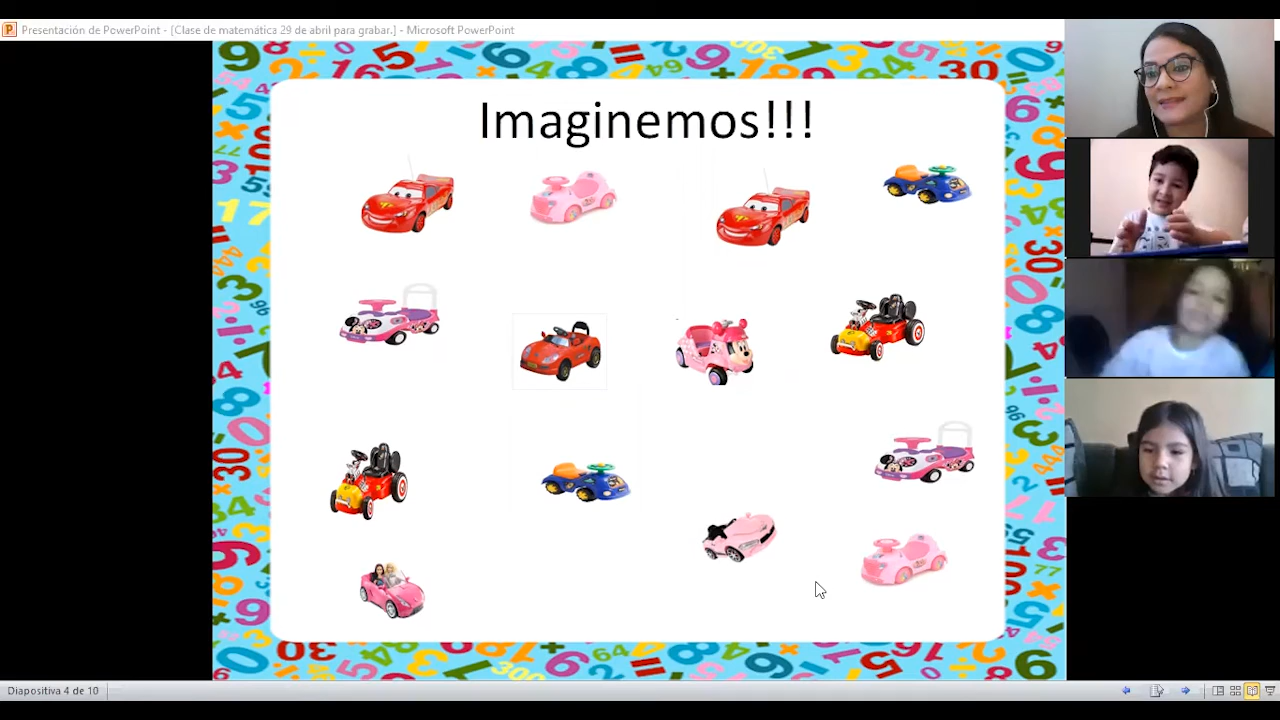 Presentación de PowerPoint - [Clase de matemática 29 de abril para grabar.] - Microsoft PowerPoint
Imaginemos!!!
Diapositiva 4 de 10